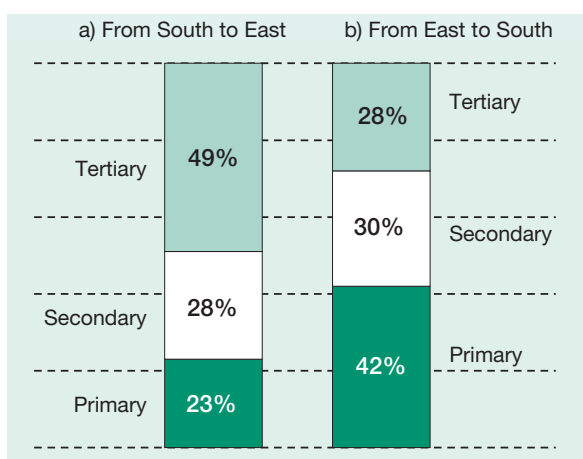 a) From South to East
b) From East to South
Tertiary
49%
Secondary
28%
Primary
23%
28%
Tertiary
30%
Secondary
42%
Primary